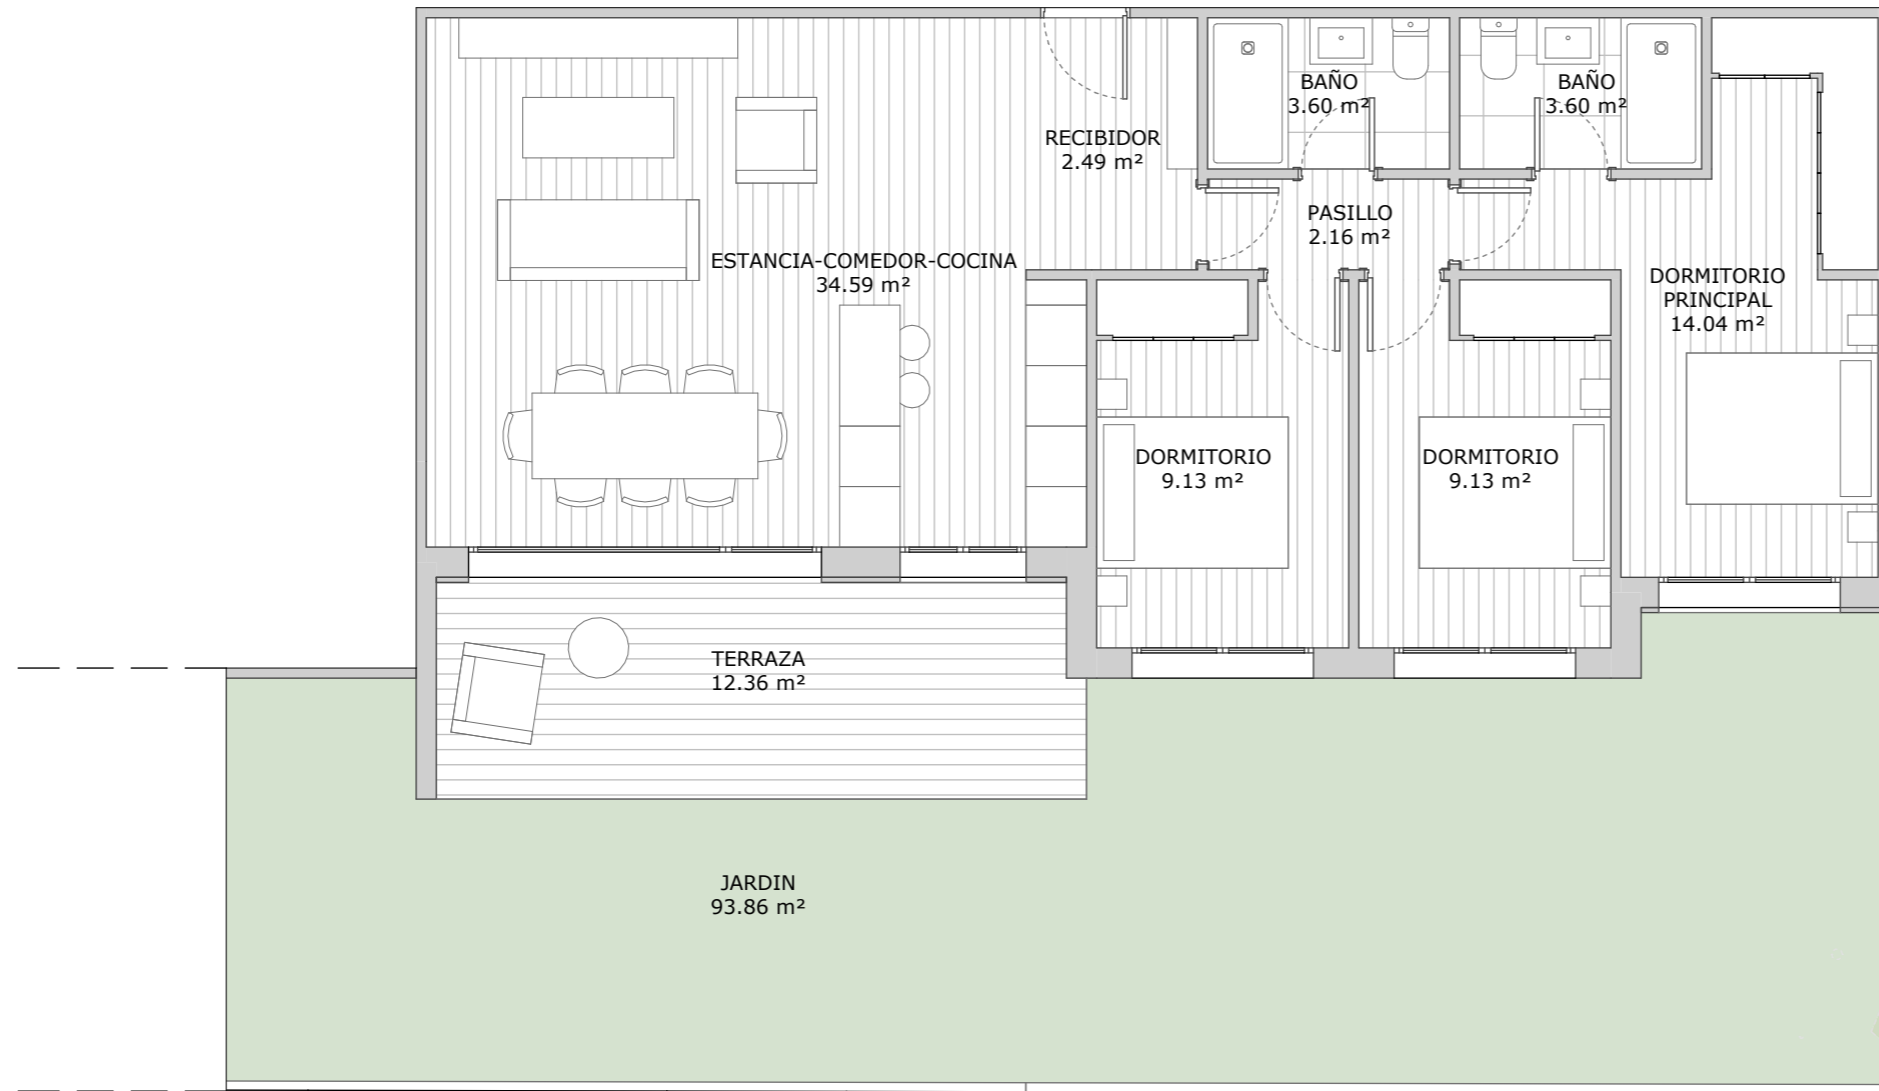 BAÑO
3.60 m²
BAÑO
3.60 m²
RECIBIDOR
2.49 m²
PASILLO
2.16 m²
ESTANCIA-COMEDOR-COCINA
34.59 m²
DORMITORIO
PRINCIPAL
14.04 m²
DORMITORIO
9.13 m²
DORMITORIO
9.13 m²
TERRAZA
12.36 m²
JARDIN
93.86 m²